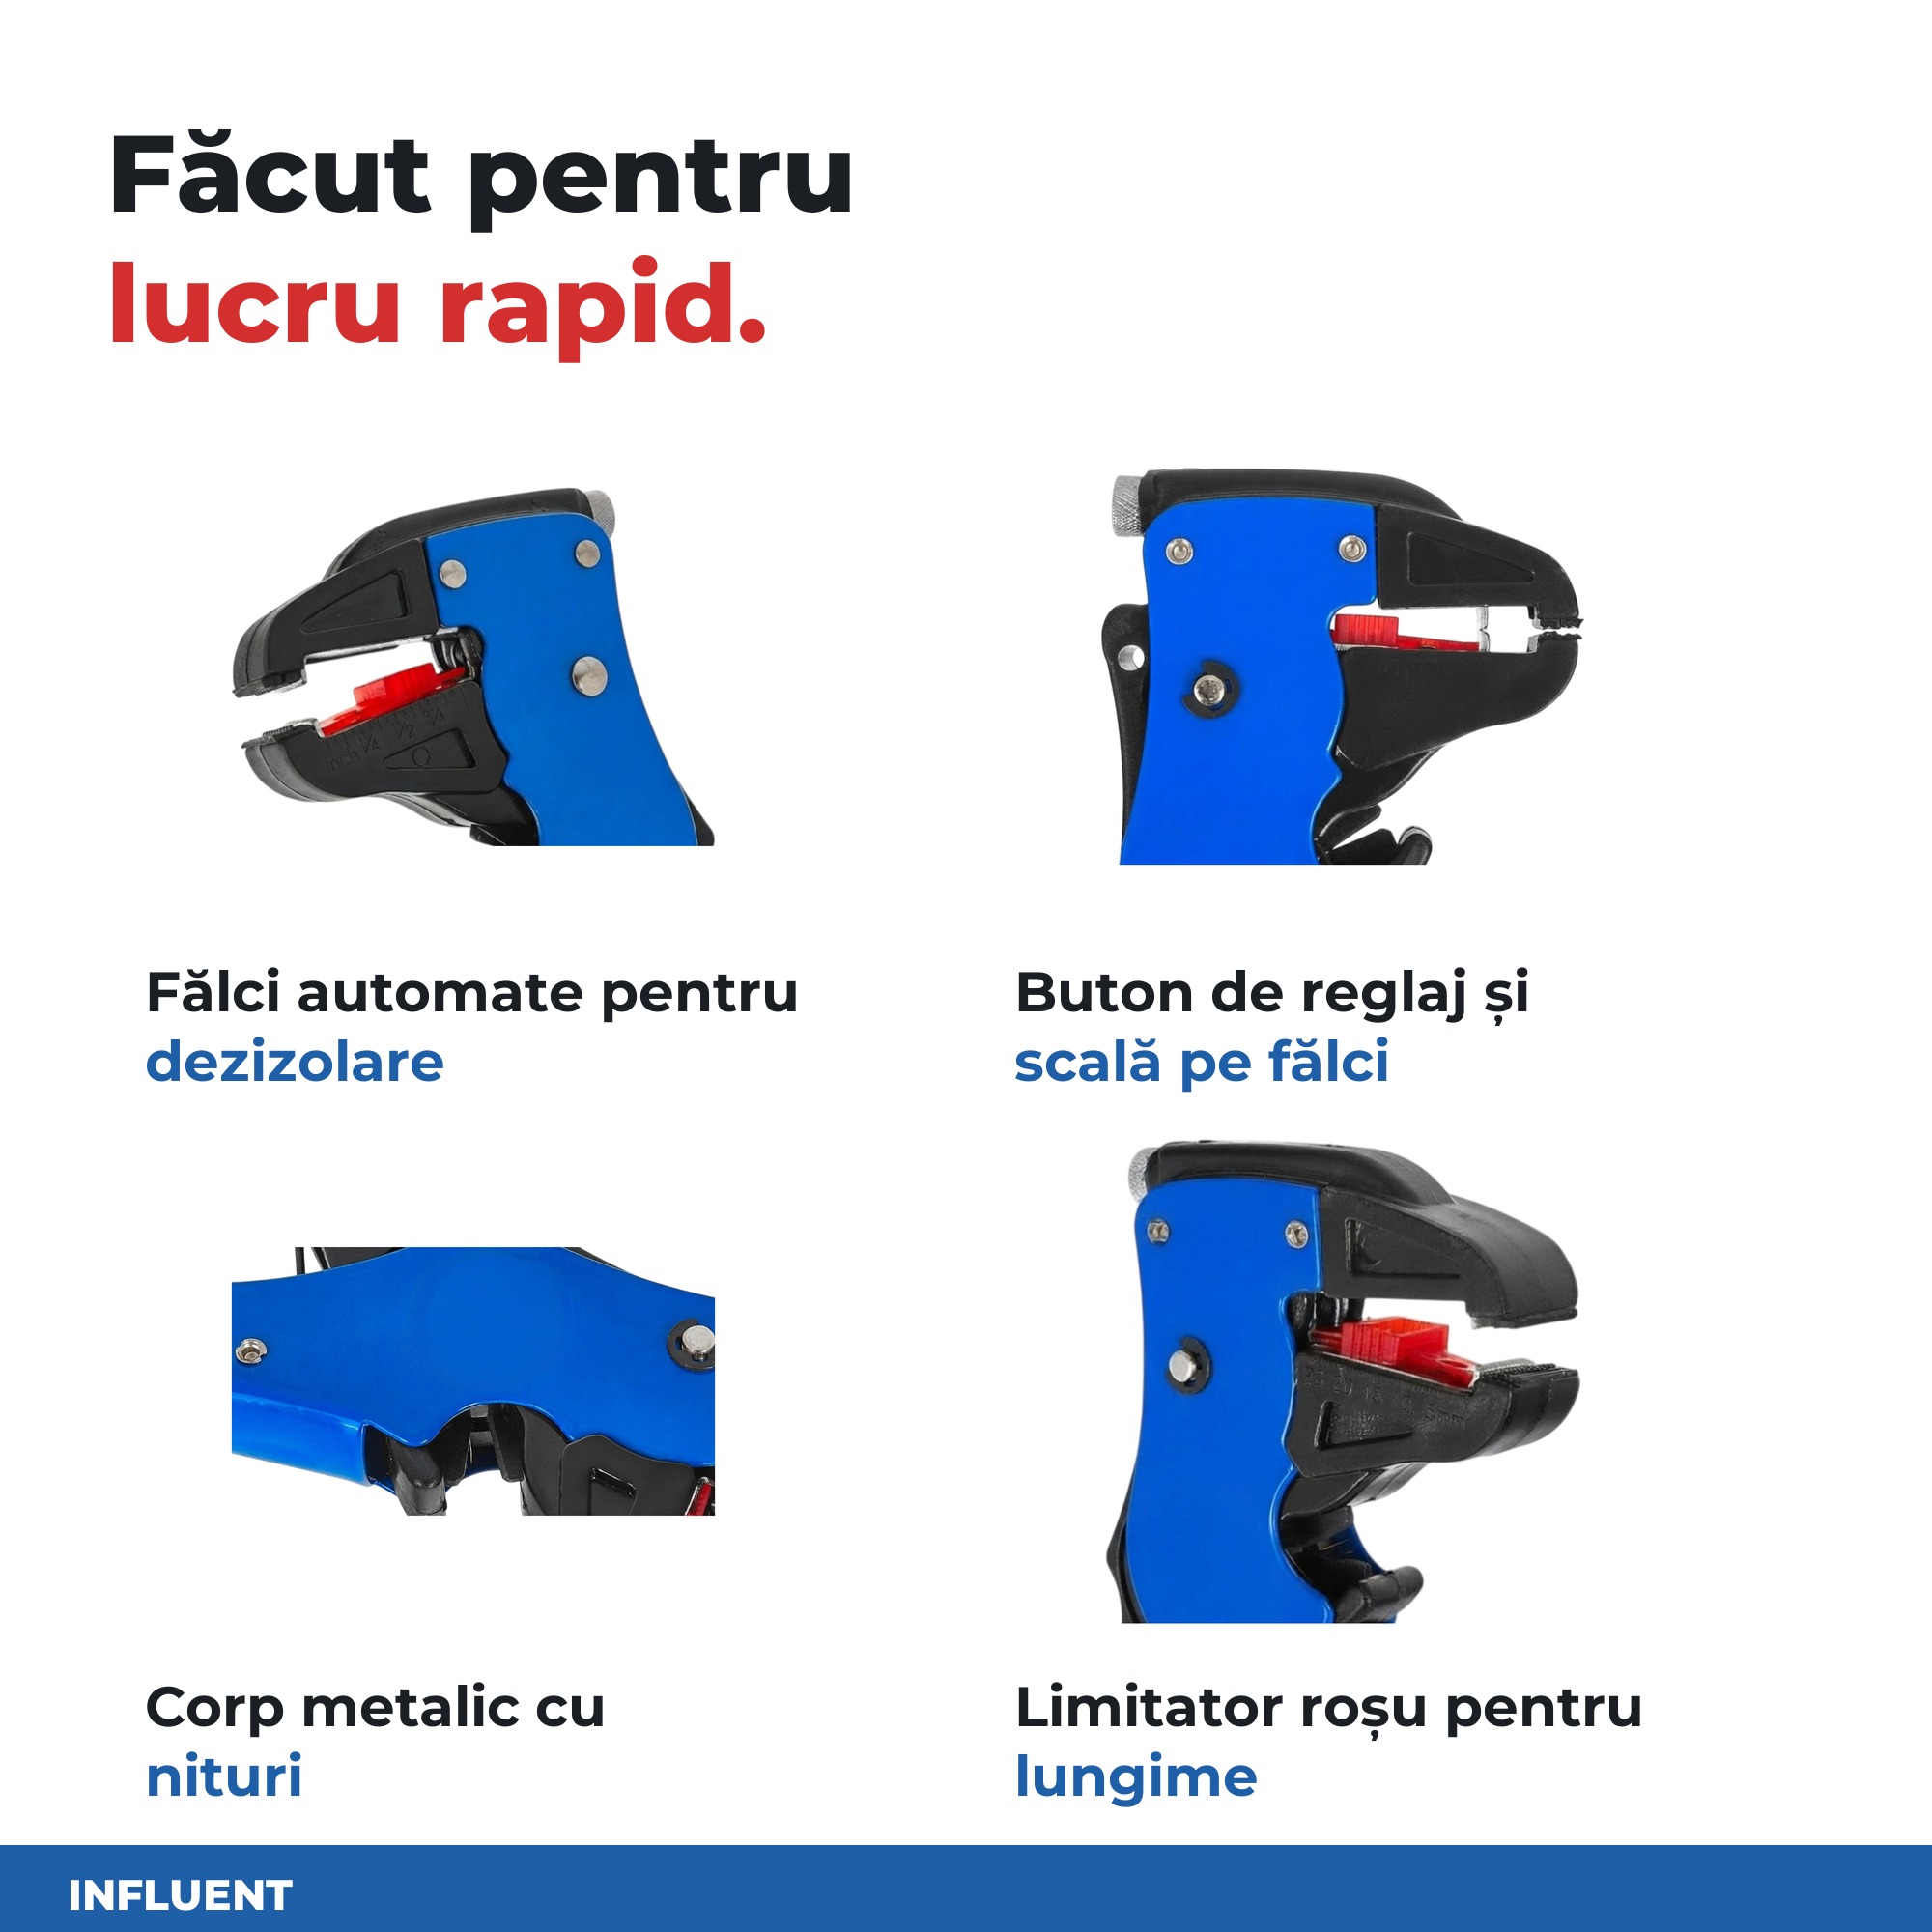 Făcut pentru
lucru rapid.
Fălci automate pentru
dezizolare
Buton de reglaj și
scală pe fălci
Corp metalic cu
nituri
Limitator roșu pentru
lungime
INFLUENT